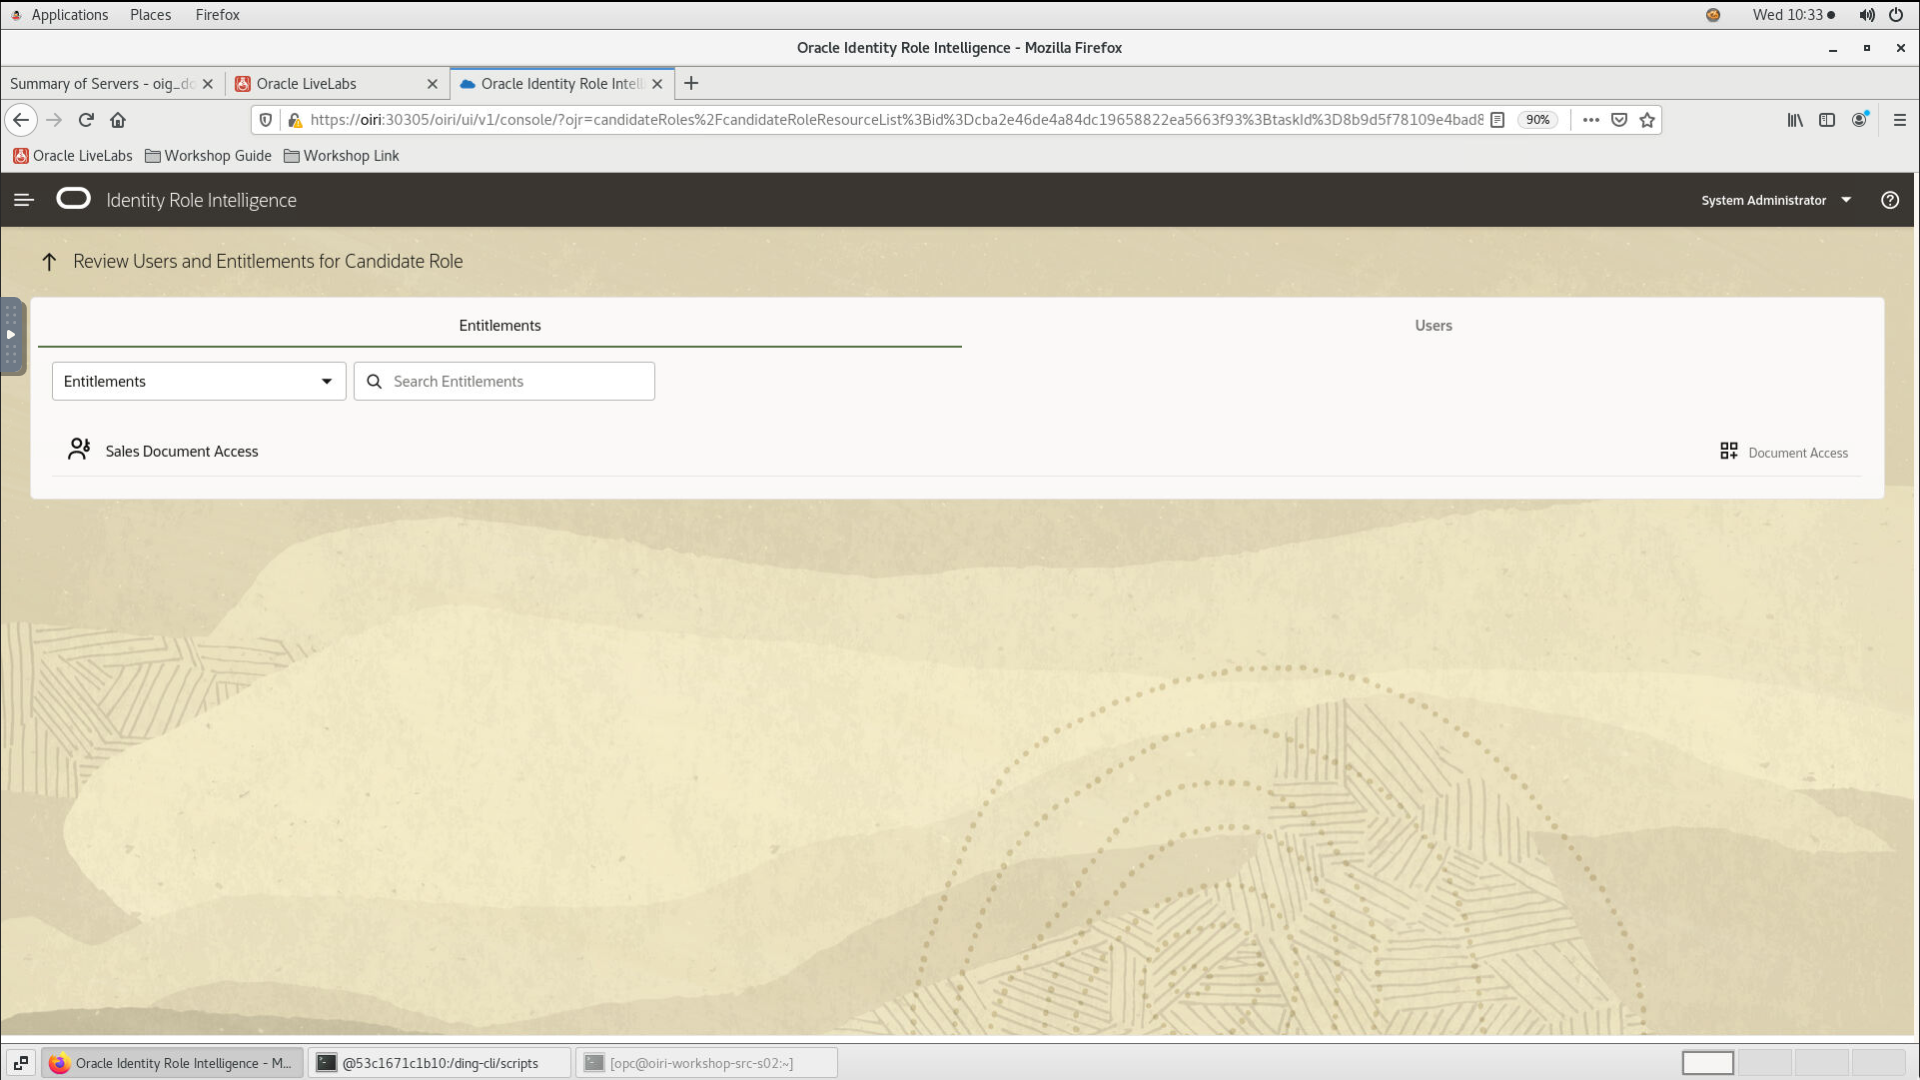 Applications Places Firefox Wed 10:33
Oracle Identity Role Intelligence - Mozilla Firefox
Summary of Servers - oig_dc Oracle LiveLabs Oracle Identity Role Intell
https://oiri:30305/oiri/ui/v1/console/?ojr=candidateRoles%2FcandidateRoleResourceList%3Bid%3Dcba2e46de4a84dc19658822ea5663f93%3BtaskId%3D8b9d5f78109e4bad8 90%
Oracle LiveLabs Workshop Guide Workshop Link
Identity Role Intelligence System Administrator
Review Users and Entitlements for Candidate Role
Entitlements Users
Entitlements Search Entitlements
Sales Document Access Document Access
Oracle Identity Role Intelligence - M... @53c1671c1b10:/ding-cli/scripts [opc@oiri-workshop-src-s02:~]